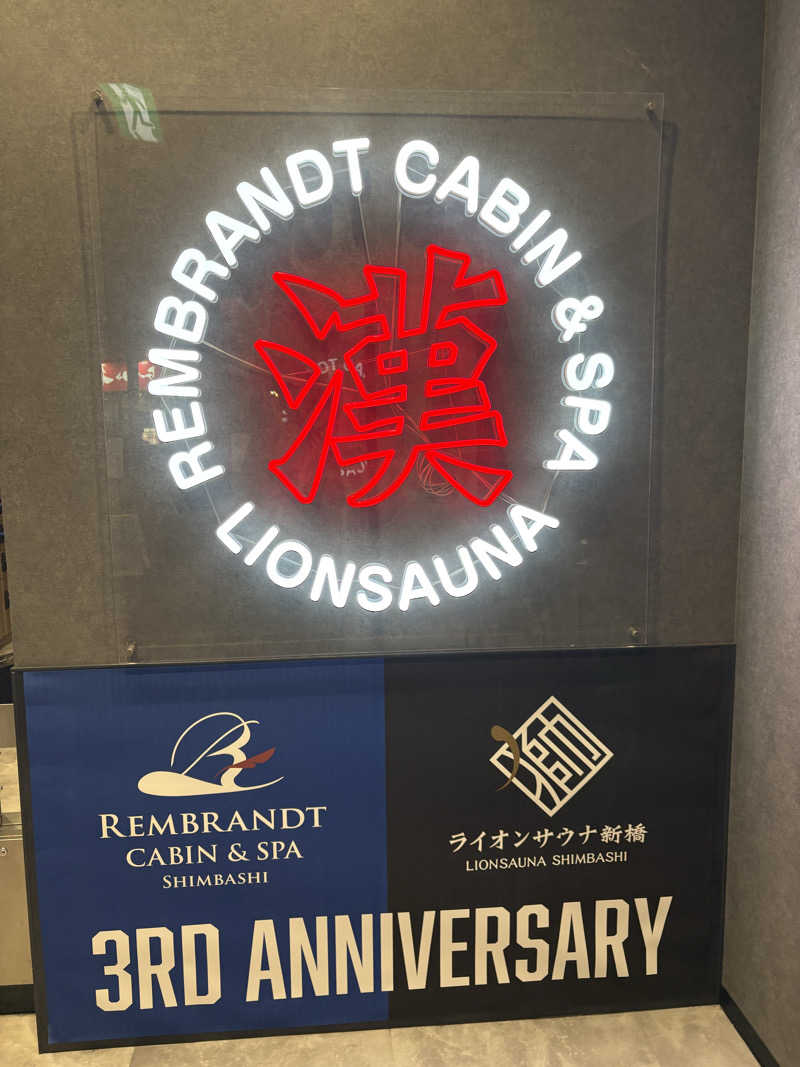 REMBRANDT CABIN & SPA
漢
LIONSAUNA
REMBRANDT
CABIN & SPA
SHIMBASHI
獅
ライオンサウナ新橋
LIONSAUNA SHIMBASHI
3RD ANNIVERSARY